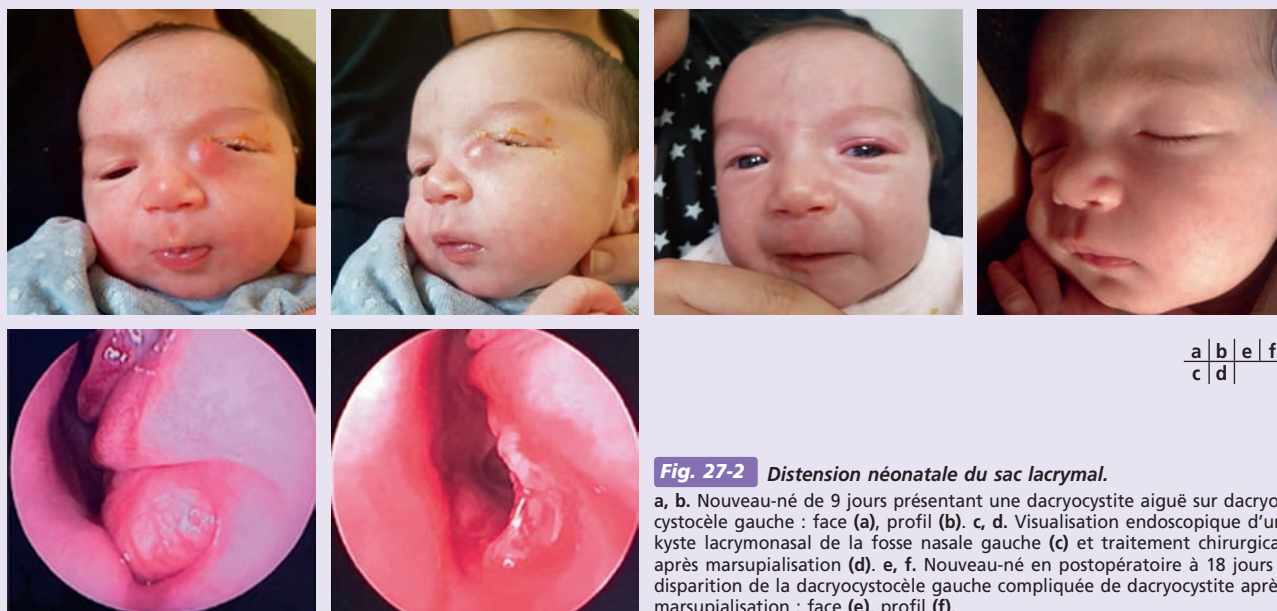 a | b | e | f
c | d |
Fig. 27-2 Distension néonatale du sac lacrymal.
a, b. Nouveau-né de 9 jours présentant une dacryocystite aiguë sur dacryo-
cystocèle gauche : face (a), profil (b). c, d. Visualisation endoscopique d'un
kyste lacrymonasal de la fosse nasale gauche (c) et traitement chirurgical
après marsupialisation (d). e, f. Nouveau-né en postopératoire à 18 jours :
disparition de la dacryocystocèle gauche compliquée de dacryocystite après
marsupialisation : face (e), profil (f).